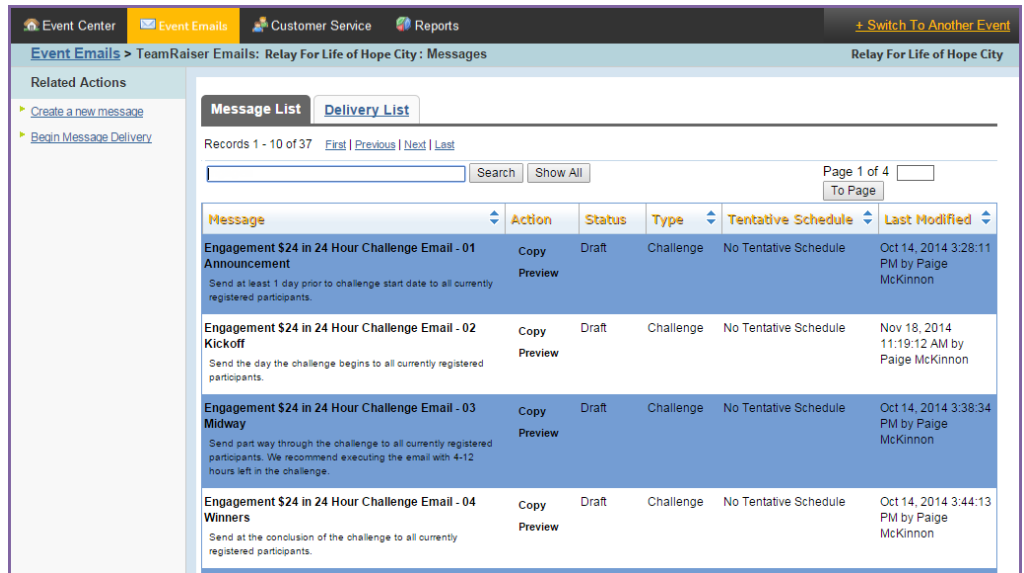 Event Center Event Emails Customer Service Reports + Switch To Another Event
Event Emails > TeamRaiser Emails: Relay For Life of Hope City: Messages Relay For Life of Hope City
Related Actions
Create a new message
Begin Message Delivery
Message List Delivery List
Records 1 - 10 of 37 First | Previous | Next | Last
Search Show All Page 1 of 4
To Page
Message Action Status Type Tentative Schedule Last Modified
Engagement $24 in 24 Hour Challenge Email - 01 Copy Draft Challenge No Tentative Schedule Oct 14, 2014 3:28:11
Announcement Preview PM by Paige
Send at least 1 day prior to challenge start date to all currently McKinnon
registered participants.
Engagement $24 in 24 Hour Challenge Email - 02 Copy Draft Challenge No Tentative Schedule Nov 18, 2014
Kickoff Preview 11:19:12 AM by
Send the day the challenge begins to all currently registered Paige McKinnon
participants.
Engagement $24 in 24 Hour Challenge Email - 03 Copy Draft Challenge No Tentative Schedule Oct 14, 2014 3:38:34
Midway Preview PM by Paige
Send part way through the challenge to all currently registered McKinnon
participants. We recommend executing the email with 4-12
hours left in the challenge.
Engagement $24 in 24 Hour Challenge Email - 04 Copy Draft Challenge No Tentative Schedule Oct 14, 2014 3:44:13
Winners Preview PM by Paige
Send at the conclusion of the challenge to all currently McKinnon
registered participants.